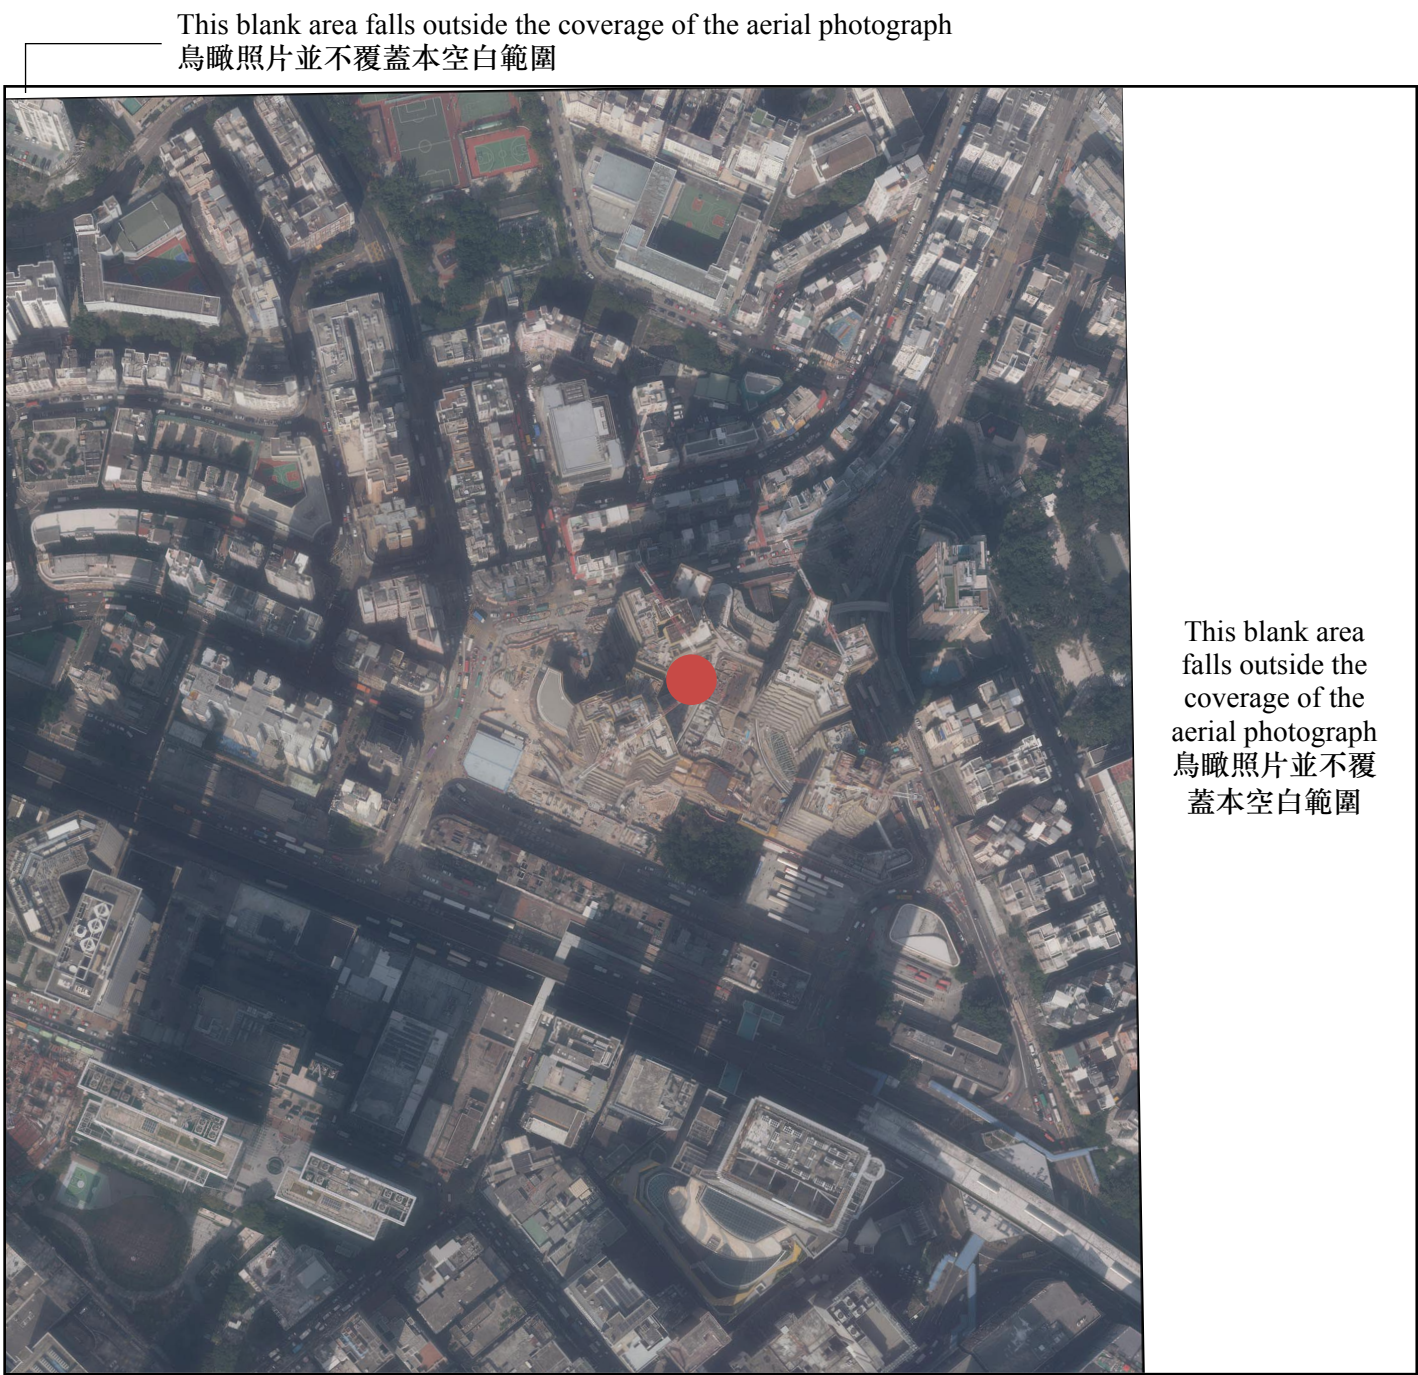 This blank area falls outside the coverage of the aerial photograph
鳥瞰照片並不覆蓋本空白範圍
This blank area
falls outside the
coverage of the
aerial photograph
鳥瞰照片並不覆
蓋本空白範圍